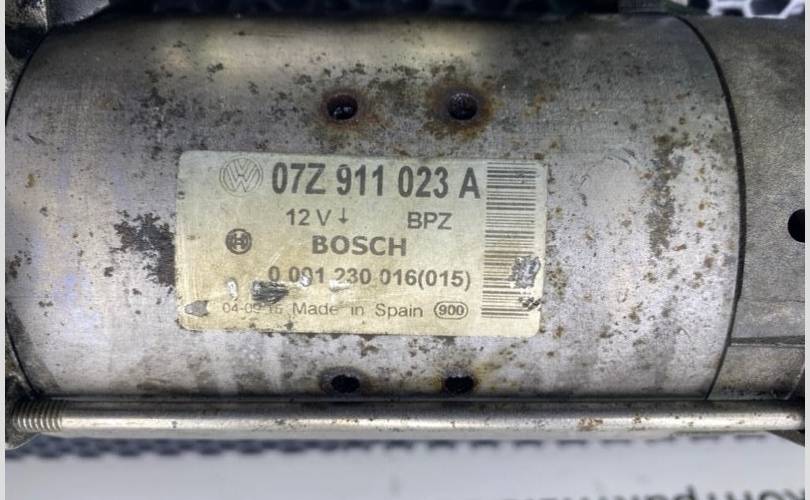 07Z 911 023 A
12 V↓ BPZ
BOSCH
0 001 230 016(015)
Made in Spain 900